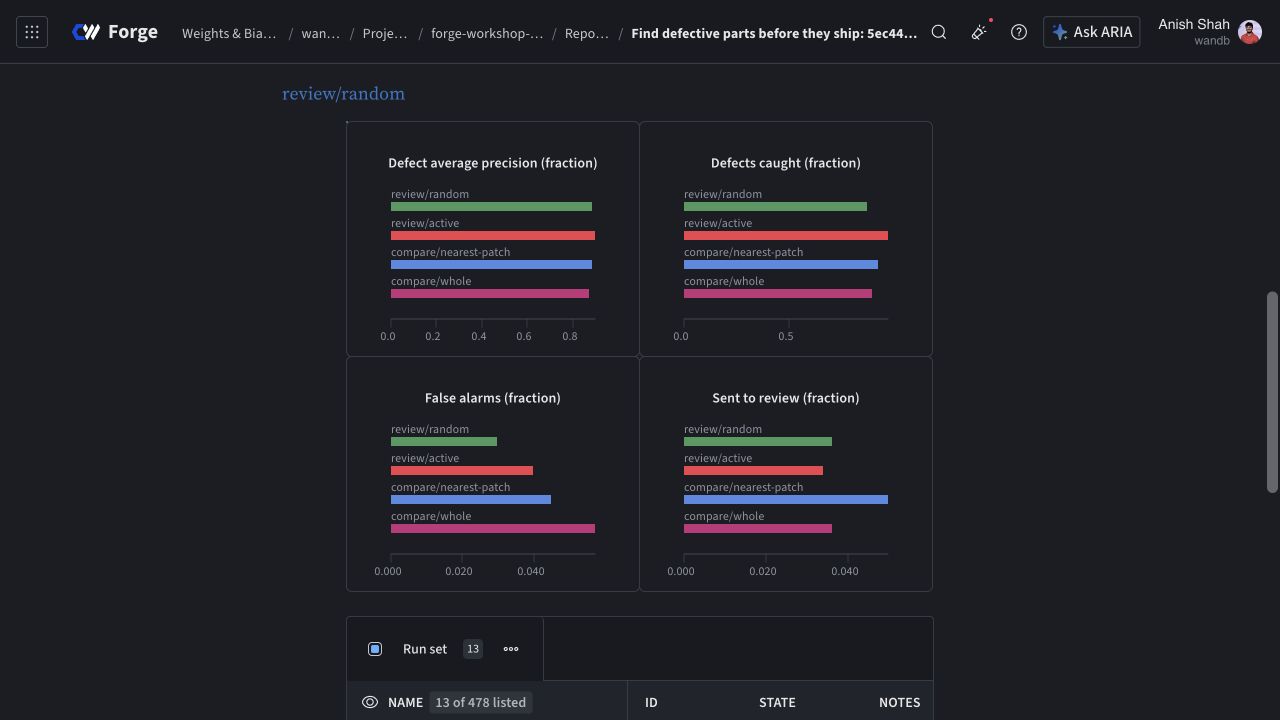 Forge
Weights & Bia... / wan... / Proje... / forge-workshop-... / Repo... / Find defective parts before they ship: 5ec44...
Ask ARIA
Anish Shah
wandb
review/random
Defect average precision (fraction)
review/random
review/active
compare/nearest-patch
compare/whole
0.0 0.2 0.4 0.6 0.8
Defects caught (fraction)
review/random
review/active
compare/nearest-patch
compare/whole
0.0 0.5
False alarms (fraction)
review/random
review/active
compare/nearest-patch
compare/whole
0.000 0.020 0.040
Sent to review (fraction)
review/random
review/active
compare/nearest-patch
compare/whole
0.000 0.020 0.040
Run set 13
NAME 13 of 478 listed ID STATE NOTES